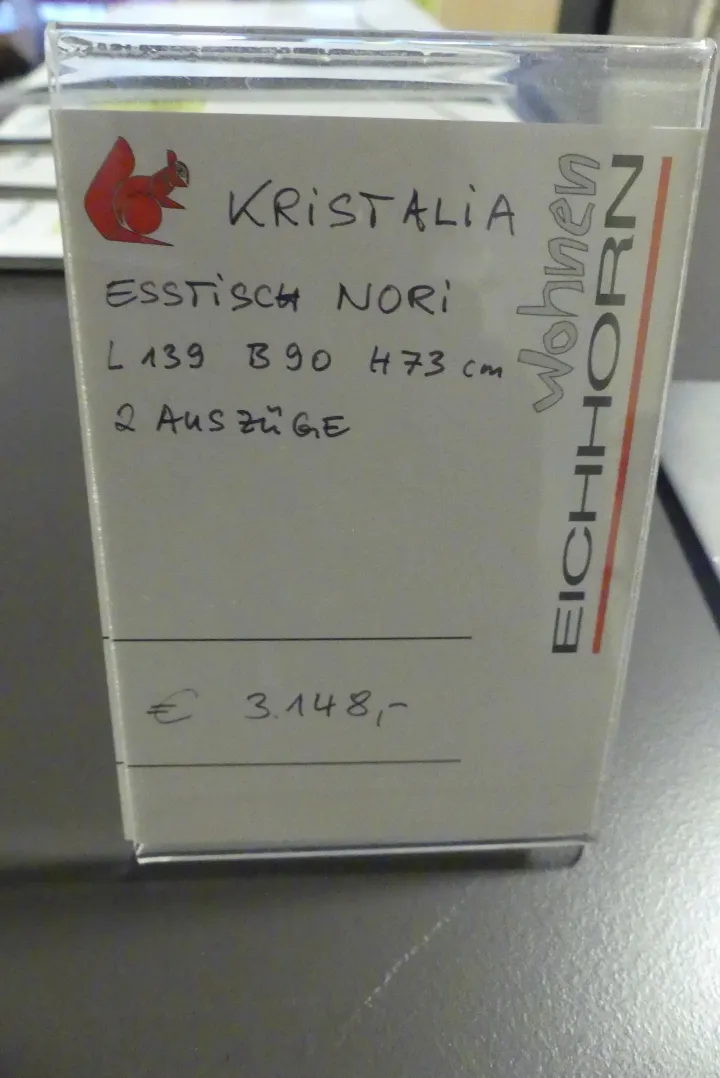 KRiSTALiA
ESSTiSCH NORi
L 139 B 90 H 73 cm
2 AUSZÜGE
€ 3.148,-
Wohnen
EICHHORN